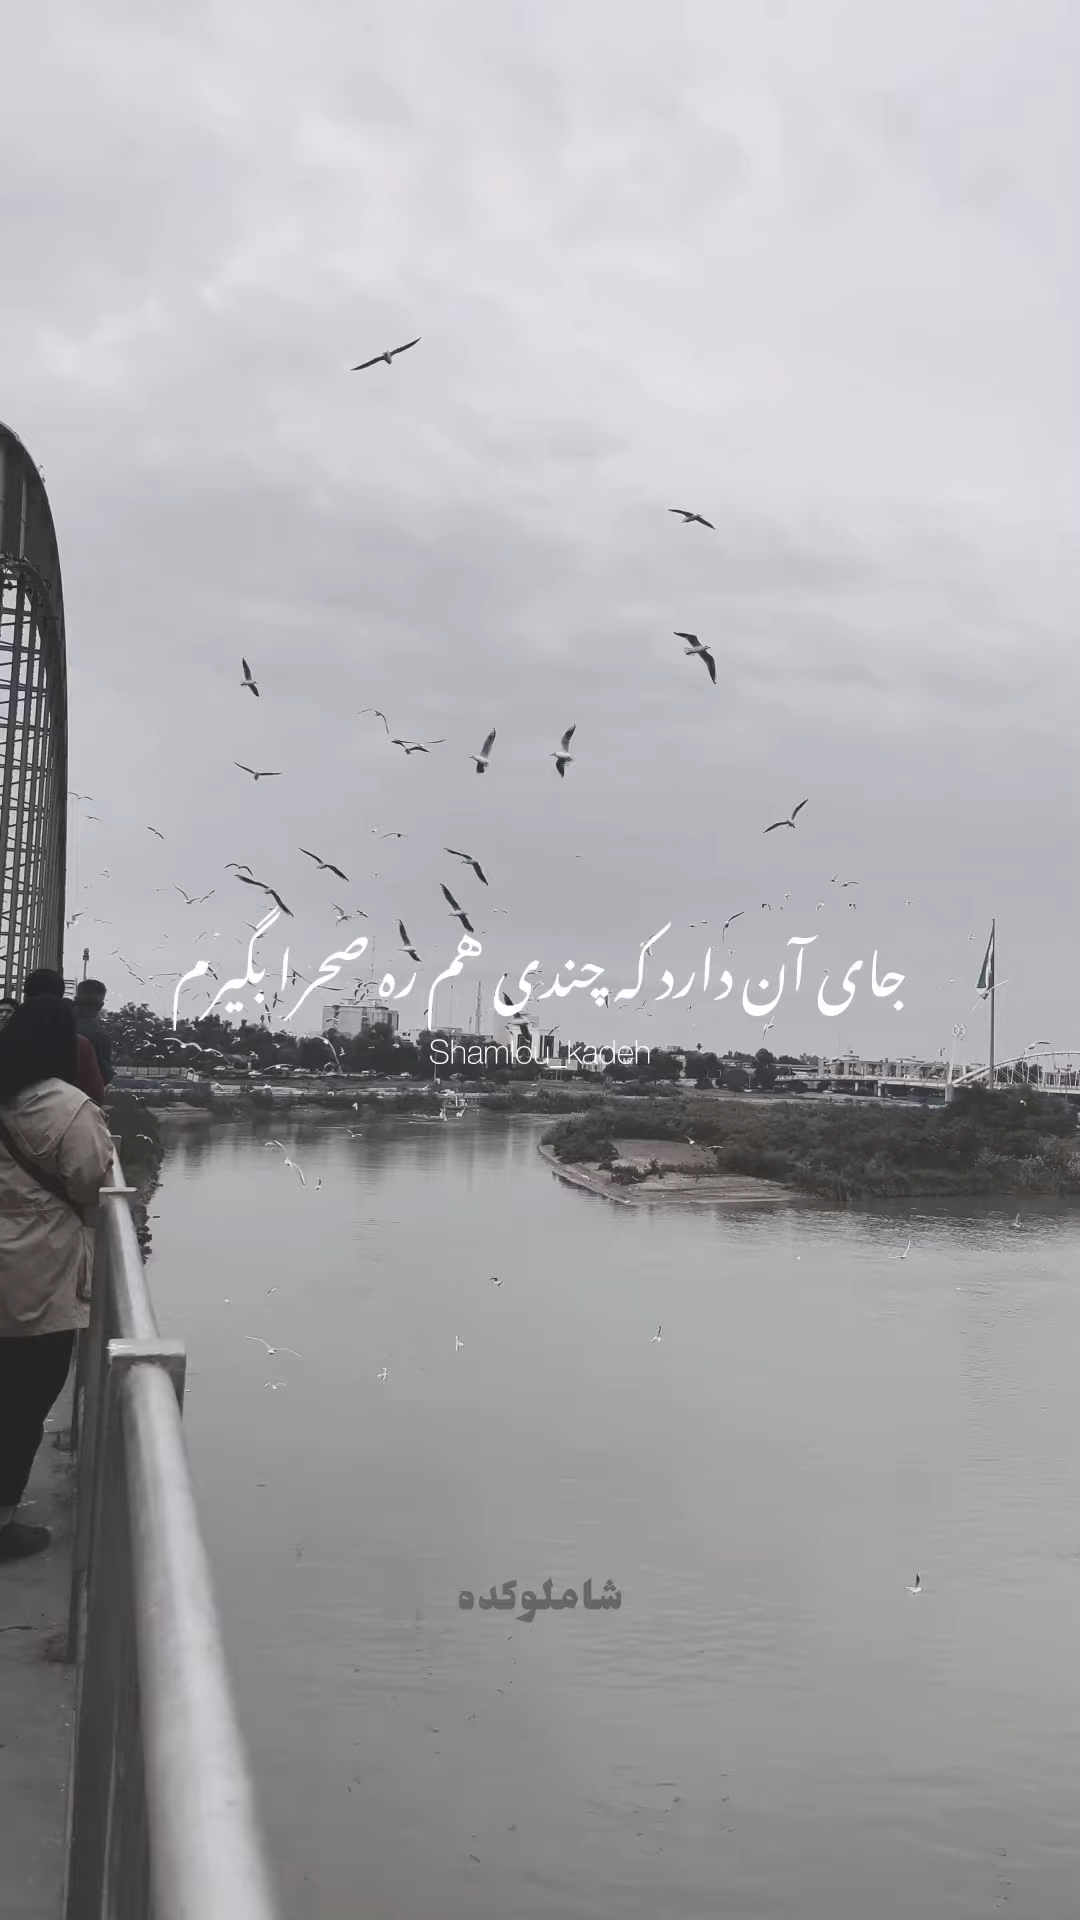 جای آن دارد که چندی هم ره صحرا بگیرم
Shamlou_kadeh
شاملوکده